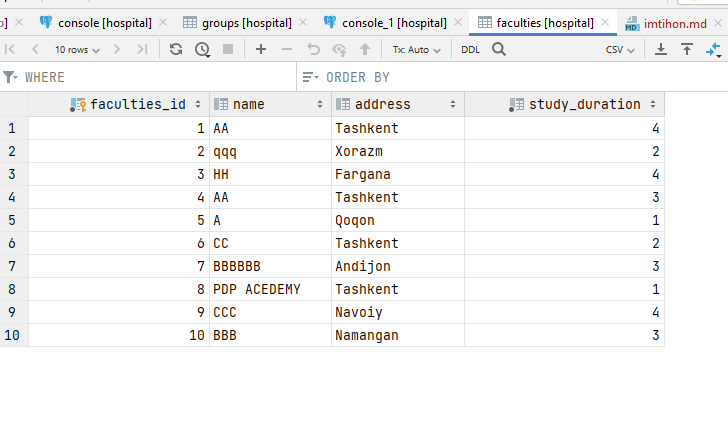 o] console [hospital] groups [hospital] console_1 [hospital] faculties [hospital] imtihon.md
10 rows Tx: Auto DDL CSV
WHERE ORDER BY
faculties_id name address study_duration
1 1 AA Tashkent 4
2 2 qqq Xorazm 2
3 3 HH Fargana 4
4 4 AA Tashkent 3
5 5 A Qoqon 1
6 6 CC Tashkent 2
7 7 BBBBBB Andijon 3
8 8 PDP ACEDEMY Tashkent 1
9 9 CCC Navoiy 4
10 10 BBB Namangan 3